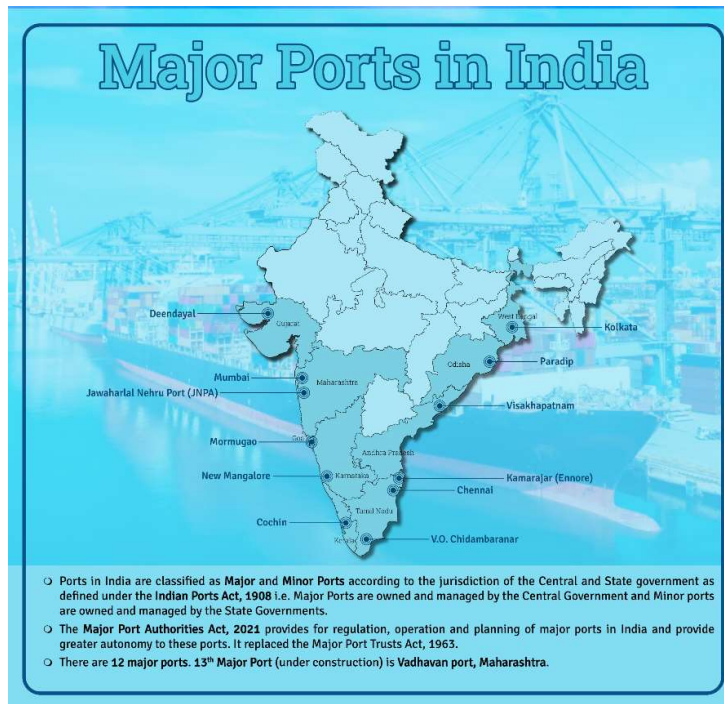 Major Ports in India
Deendayal
Gujarat
West Bengal
Kolkata
Odisha
Paradip
Mumbai
Maharashtra
Jawaharlal Nehru Port (JNPA)
Visakhapatnam
Mormugao
Goa
Andhra Pradesh
New Mangalore
Karnataka
Kamarajar (Ennore)
Chennai
Tamil Nadu
Cochin
Kerala
V.O. Chidambaranar
Ports in India are classified as Major and Minor Ports according to the jurisdiction of the Central and State government as
defined under the Indian Ports Act, 1908 i.e. Major Ports are owned and managed by the Central Government and Minor ports
are owned and managed by the State Governments.
The Major Port Authorities Act, 2021 provides for regulation, operation and planning of major ports in India and provide
greater autonomy to these ports. It replaced the Major Port Trusts Act, 1963.
There are 12 major ports. 13th Major Port (under construction) is Vadhavan port, Maharashtra.